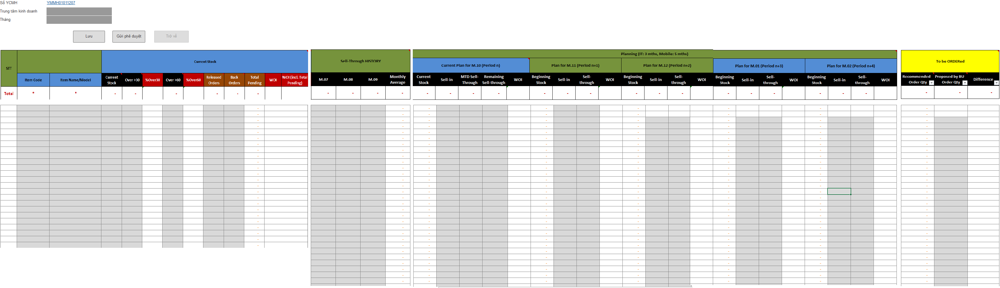 Số YCMH YMMH01011207
Trung tâm kinh doanh
Tháng
Lưu Gửi phê duyệt Trở về
STT Current Stock Sell-Through HISTORY Planning (IT: 3 mths, Mobile: 5 mths) To be ORDERed
Current Plan for M.10 (Period n) Plan for M.11 (Period n+1) Plan for M.12 (Period n+2) Plan for M.01 (Period n+3) Plan for M.02 (Period n+4)
Item Code Item Name/Model Current Stock Over >30 %Over30 Over >60 %Over60 Released Orders Back Orders Total Pending WOI WOI (incl. Total Pending) M.07 M.08 M.09 Monthly Average Current Stock Sell-in MTD Sell-Through Remaining Sell-through WOI Beginning Stock Sell-in Sell-through WOI Beginning Stock Sell-in Sell-through WOI Beginning Stock Sell-in Sell-through WOI Beginning Stock Sell-in Sell-through WOI Recommended Order Qty Proposed by BU Order Qty Difference
Total * * - - - - - - - - - - - - - - - - - - - - - - - - - - - - -